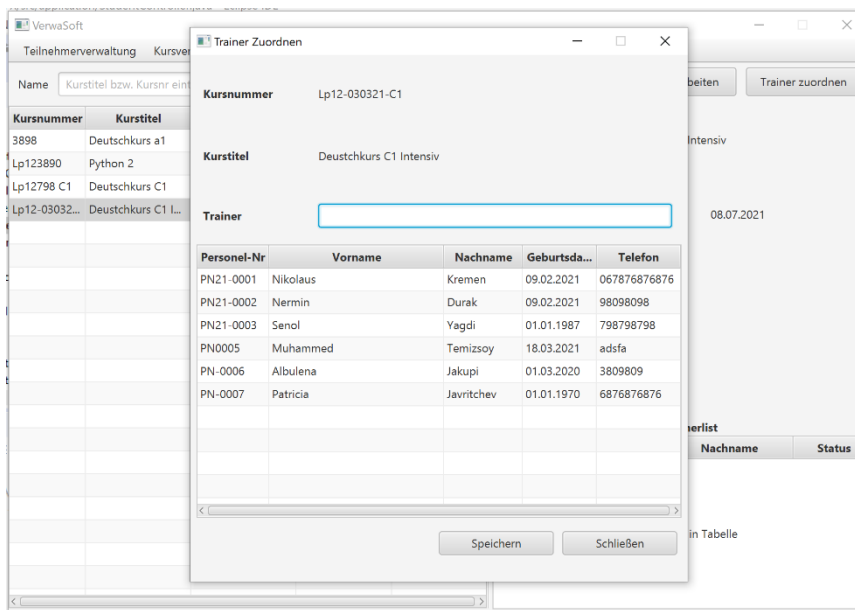 VerwaSoft
Teilnehmerverwaltung Kursver
Name Kurstitel bzw. Kursnr eint
Kursnummer Kurstitel
3898 Deutschkurs a1
Lp123890 Python 2
Lp12798 C1 Deutschkurs C1
Lp12-03032... Deustchkurs C1 I...
Trainer Zuordnen
Kursnummer Lp12-030321-C1
Kurstitel Deustchkurs C1 Intensiv
Trainer
Personel-Nr Vorname Nachname Geburtsda... Telefon
PN21-0001 Nikolaus Kremen 09.02.2021 067876876876
PN21-0002 Nermin Durak 09.02.2021 98098098
PN21-0003 Senol Yagdi 01.01.1987 798798798
PN0005 Muhammed Temizsoy 18.03.2021 adsfa
PN-0006 Albulena Jakupi 01.03.2020 3809809
PN-0007 Patricia Javritchev 01.01.1970 6876876876
Speichern Schließen
beiten Trainer zuordnen
Intensiv
08.07.2021
nerlist
Nachname Status
in Tabelle